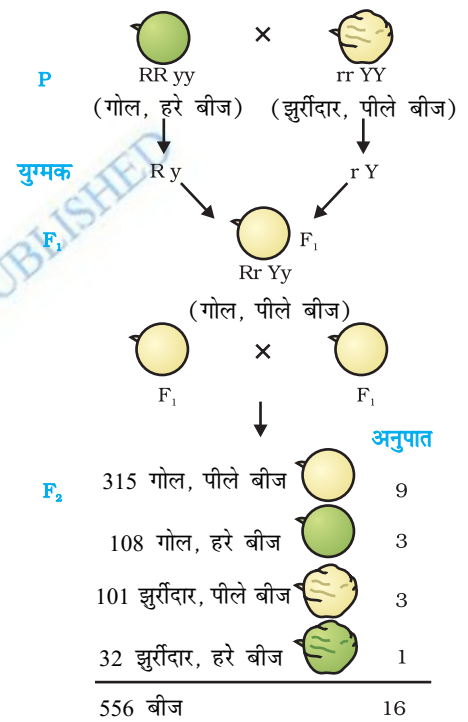 ×
P RR yy rr YY
(गोल, हरे बीज) (झुर्रीदार, पीले बीज)
युग्मक R y r Y
F₁ F₁
Rr Yy
(गोल, पीले बीज)
×
F₁ F₁
अनुपात
F₂ 315 गोल, पीले बीज 9
108 गोल, हरे बीज 3
101 झुर्रीदार, पीले बीज 3
32 झुर्रीदार, हरे बीज 1
556 बीज 16
UBLISHED